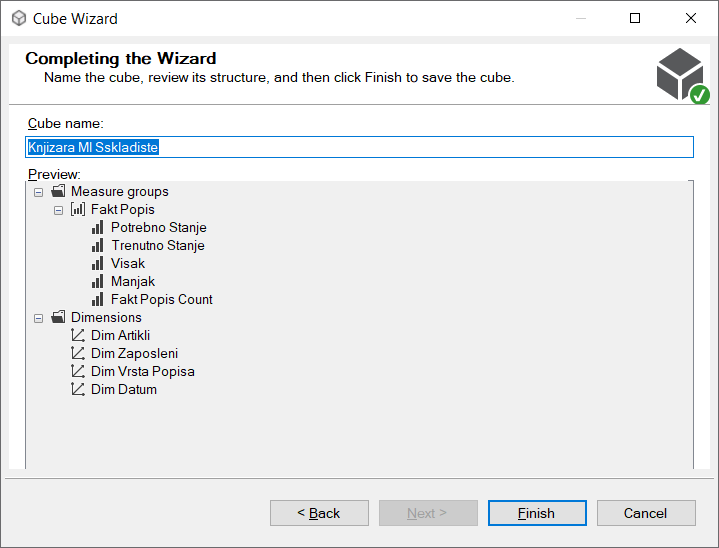 Cube Wizard
Completing the Wizard
Name the cube, review its structure, and then click Finish to save the cube.
Cube name:
Knjizara MI Sskladiste
Preview:
Measure groups
Fakt Popis
Potrebno Stanje
Trenutno Stanje
Visak
Manjak
Fakt Popis Count
Dimensions
Dim Artikli
Dim Zaposleni
Dim Vrsta Popisa
Dim Datum
< Back
Next >
Finish
Cancel